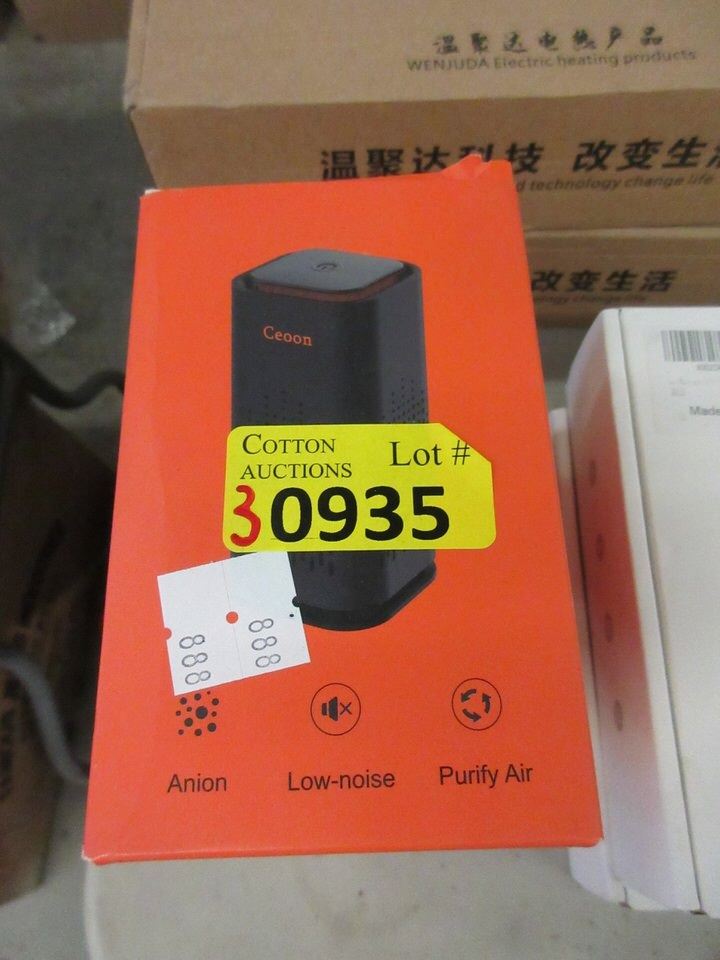 温聚达电热产品
WENJUDA Electric heating products
温聚达科技 改变生
d technology change life
改变生活
Ceoon
COTTON AUCTIONS
Lot #
30935
888
888
Anion
Low-noise
Purify Air
Made